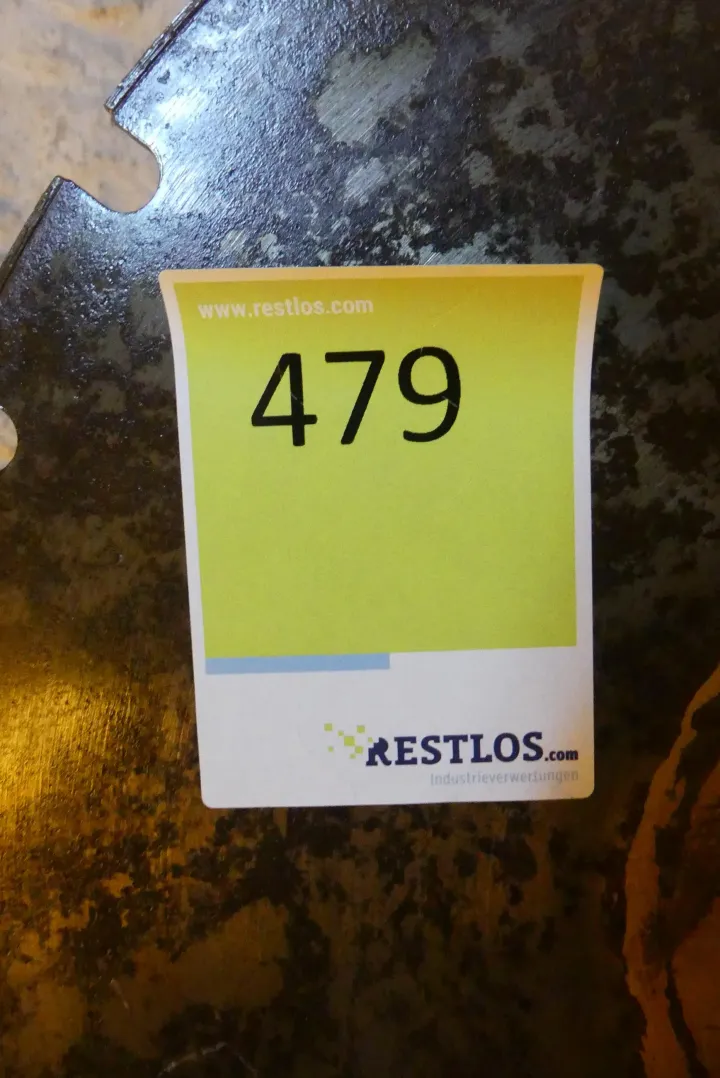 www.restlos.com
479
RESTLOS.com
Industrieverwertungen